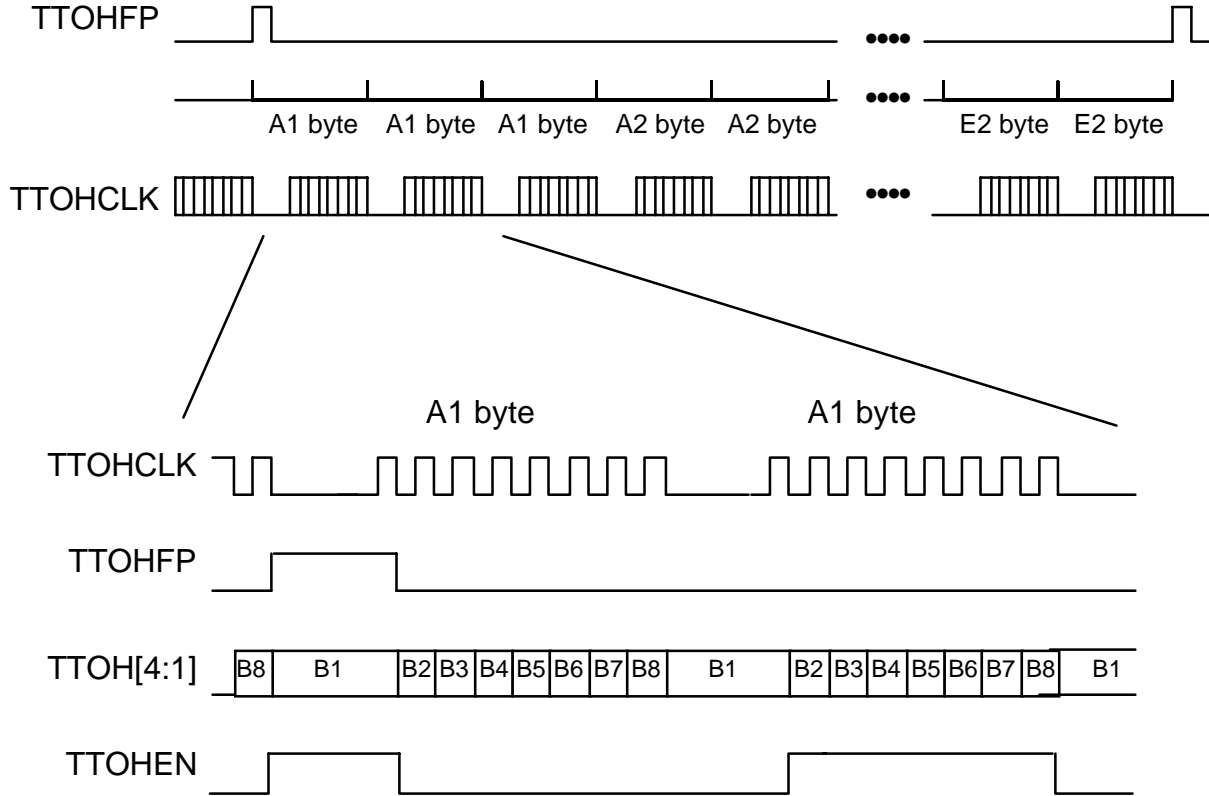 TTOHFP
A1 byte A1 byte A1 byte A2 byte A2 byte E2 byte E2 byte
TTOHCLK
A1 byte A1 byte
TTOHCLK
TTOHFP
TTOH[4:1] B8 B1 B2 B3 B4 B5 B6 B7 B8 B1 B2 B3 B4 B5 B6 B7 B8 B1
TTOHEN